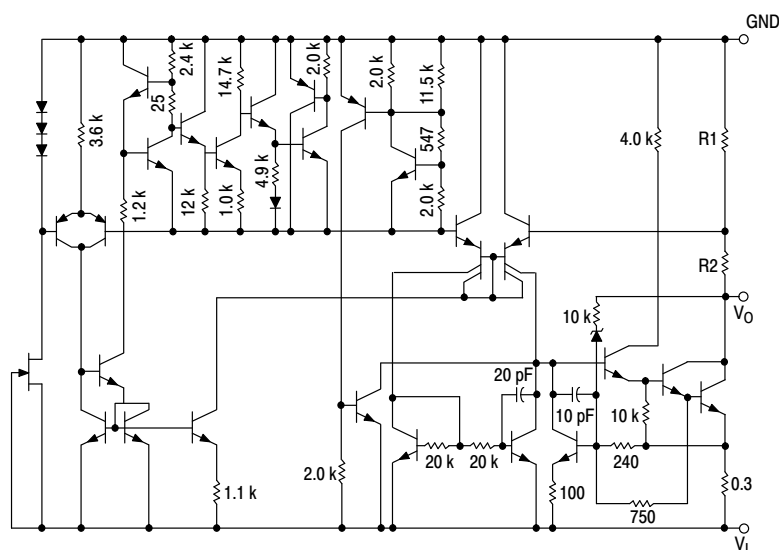 GND
2.4 k
25
3.6 k
14.7 k
2.0 k
2.0 k
11.5 k
547
4.0 k
R1
4.9 k
1.2 k
12 k
1.0 k
2.0 k
R2
VO
10 k
20 pF
10 pF
10 k
2.0 k
20 k
20 k
240
1.1 k
100
750
0.3
VI